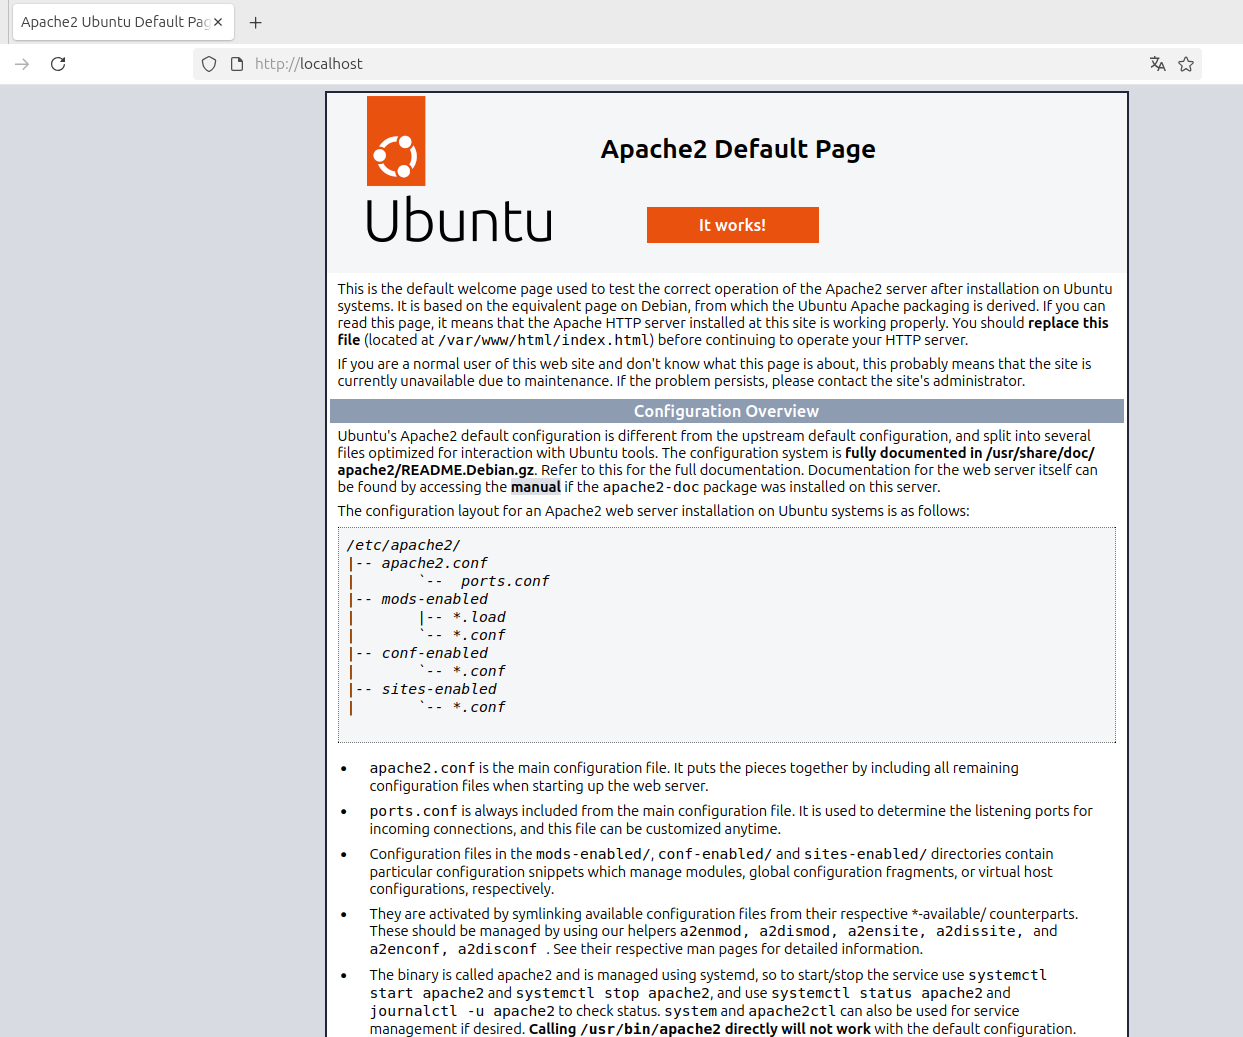 Apache2 Ubuntu Default Pag
http://localhost
Apache2 Default Page
Ubuntu
It works!
This is the default welcome page used to test the correct operation of the Apache2 server after installation on Ubuntu
systems. It is based on the equivalent page on Debian, from which the Ubuntu Apache packaging is derived. If you can
read this page, it means that the Apache HTTP server installed at this site is working properly. You should replace this
file (located at /var/www/html/index.html) before continuing to operate your HTTP server.
If you are a normal user of this web site and don't know what this page is about, this probably means that the site is
currently unavailable due to maintenance. If the problem persists, please contact the site's administrator.
Configuration Overview
Ubuntu's Apache2 default configuration is different from the upstream default configuration, and split into several
files optimized for interaction with Ubuntu tools. The configuration system is fully documented in /usr/share/doc/
apache2/README.Debian.gz. Refer to this for the full documentation. Documentation for the web server itself can
be found by accessing the manual if the apache2-doc package was installed on this server.
The configuration layout for an Apache2 web server installation on Ubuntu systems is as follows:
/etc/apache2/
|-- apache2.conf
|       `--  ports.conf
|-- mods-enabled
|       |-- *.load
|       `-- *.conf
|-- conf-enabled
|       `-- *.conf
|-- sites-enabled
|       `-- *.conf
• apache2.conf is the main configuration file. It puts the pieces together by including all remaining
configuration files when starting up the web server.
• ports.conf is always included from the main configuration file. It is used to determine the listening ports for
incoming connections, and this file can be customized anytime.
• Configuration files in the mods-enabled/, conf-enabled/ and sites-enabled/ directories contain
particular configuration snippets which manage modules, global configuration fragments, or virtual host
configurations, respectively.
• They are activated by symlinking available configuration files from their respective *-available/ counterparts.
These should be managed by using our helpers a2enmod, a2dismod, a2ensite, a2dissite, and
a2enconf, a2disconf . See their respective man pages for detailed information.
• The binary is called apache2 and is managed using systemd, so to start/stop the service use systemctl
start apache2 and systemctl stop apache2, and use systemctl status apache2 and
journalctl -u apache2 to check status. system and apache2ctl can also be used for service
management if desired. Calling /usr/bin/apache2 directly will not work with the default configuration.